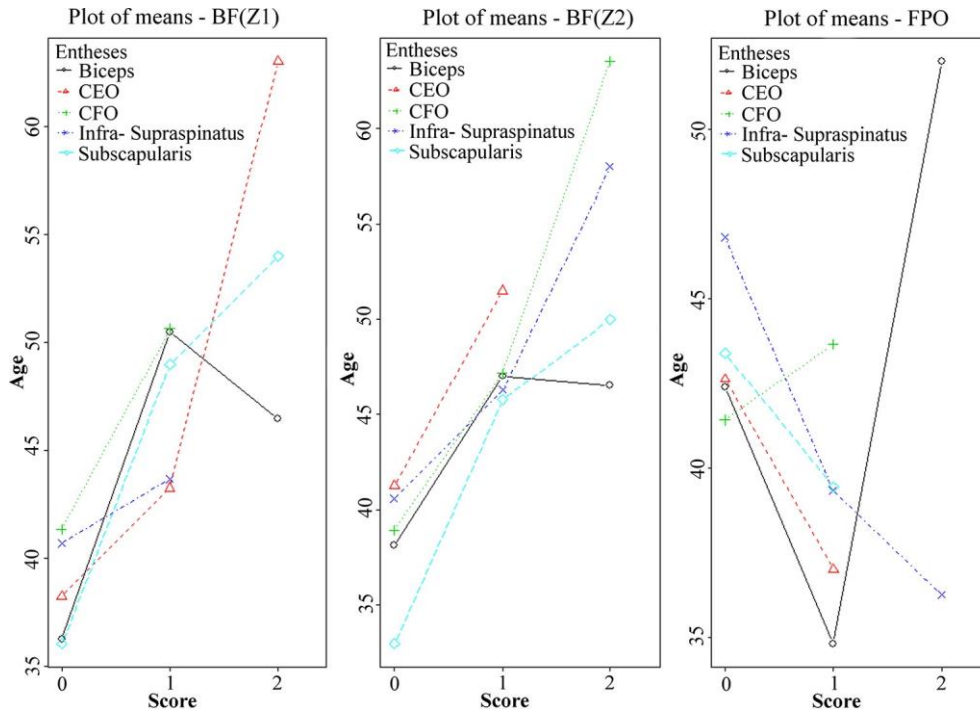 Plot of means - BF(Z1)
Entheses
Biceps
CEO
CFO
Infra- Supraspinatus
Subscapularis
Age
60
55
50
45
40
35
0 1 2
Score
Plot of means - BF(Z2)
Entheses
Biceps
CEO
CFO
Infra- Supraspinatus
Subscapularis
Age
60
55
50
45
40
35
0 1 2
Score
Plot of means - FPO
Entheses
Biceps
CEO
CFO
Infra- Supraspinatus
Subscapularis
Age
50
45
40
35
0 1 2
Score